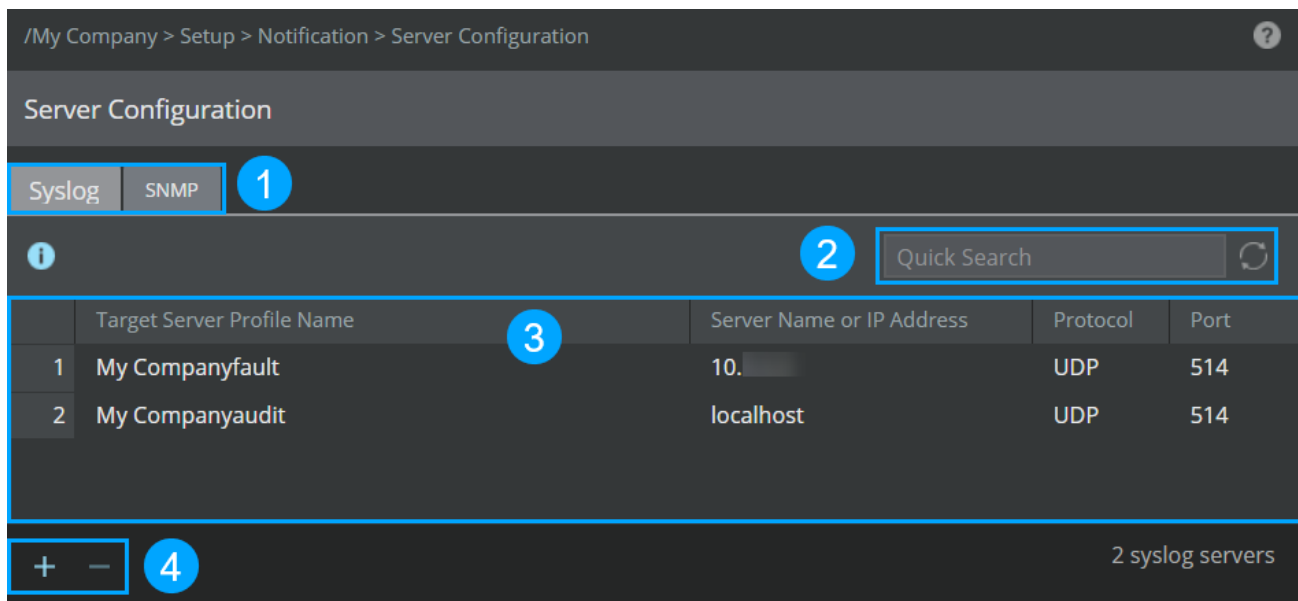 /My Company > Setup > Notification > Server Configuration ?
Server Configuration
Syslog SNMP 1
i 2 Quick Search
Target Server Profile Name 3 Server Name or IP Address Protocol Port
1 My Companyfault 10. UDP 514
2 My Companyaudit localhost UDP 514
+ − 4 2 syslog servers